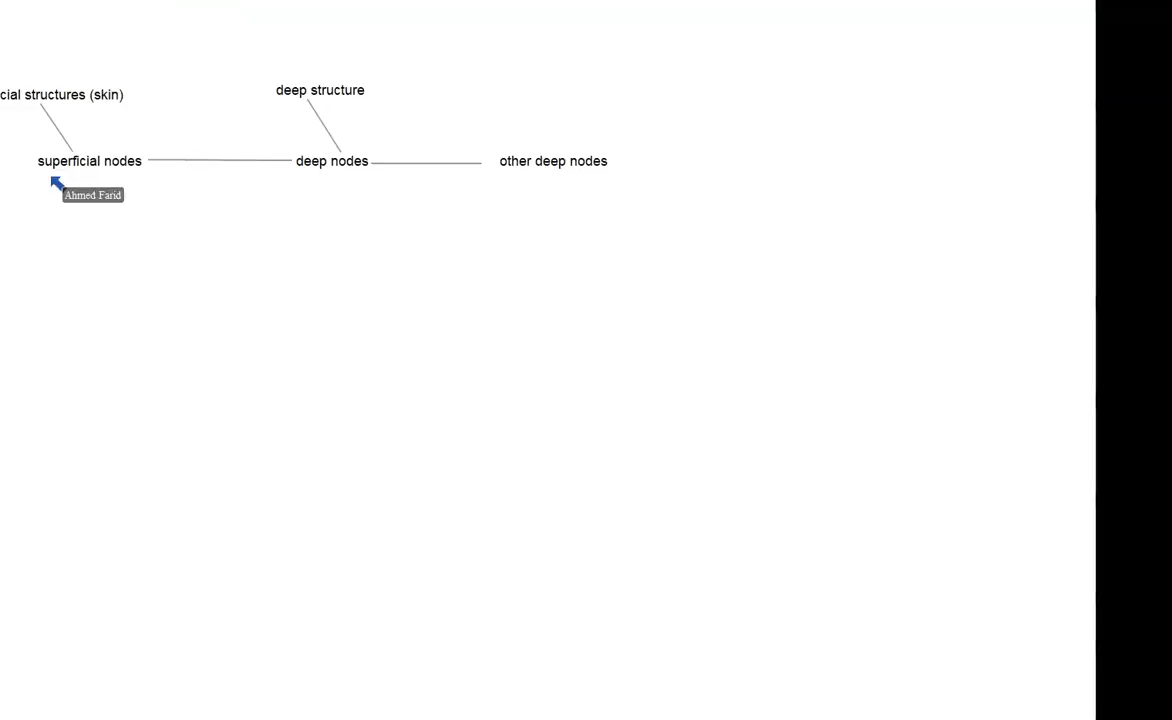 cial structures (skin)
deep structure
superficial nodes
deep nodes
other deep nodes
Ahmed Farid